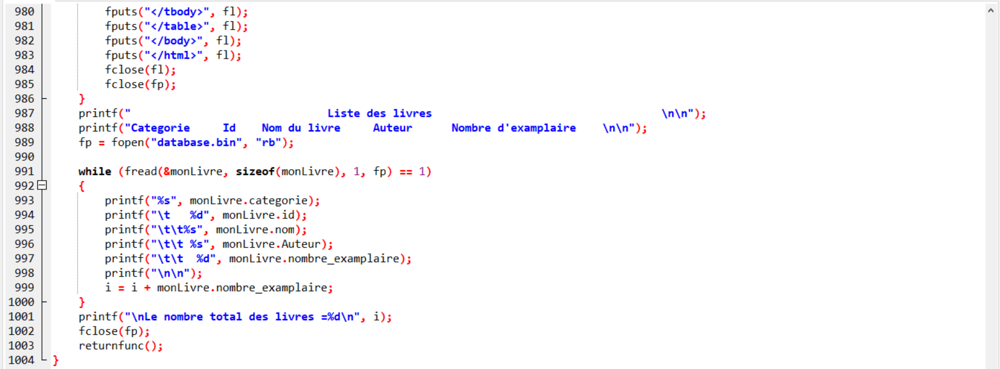 980         fputs("</tbody>", fl);
981         fputs("</table>", fl);
982         fputs("</body>", fl);
983         fputs("</html>", fl);
984         fclose(fl);
985         fclose(fp);
986     }
987     printf("                              Liste des livres                                   \n\n");
988     printf("Categorie     Id    Nom du livre     Auteur      Nombre d'examplaire    \n\n");
989     fp = fopen("database.bin", "rb");
990
991     while (fread(&monLivre, sizeof(monLivre), 1, fp) == 1)
992     {
993         printf("%s", monLivre.categorie);
994         printf("\t   %d", monLivre.id);
995         printf("\t\t%s", monLivre.nom);
996         printf("\t\t %s", monLivre.Auteur);
997         printf("\t\t  %d", monLivre.nombre_examplaire);
998         printf("\n\n");
999         i = i + monLivre.nombre_examplaire;
1000     }
1001     printf("\nLe nombre total des livres =%d\n", i);
1002     fclose(fp);
1003     returnfunc();
1004 }